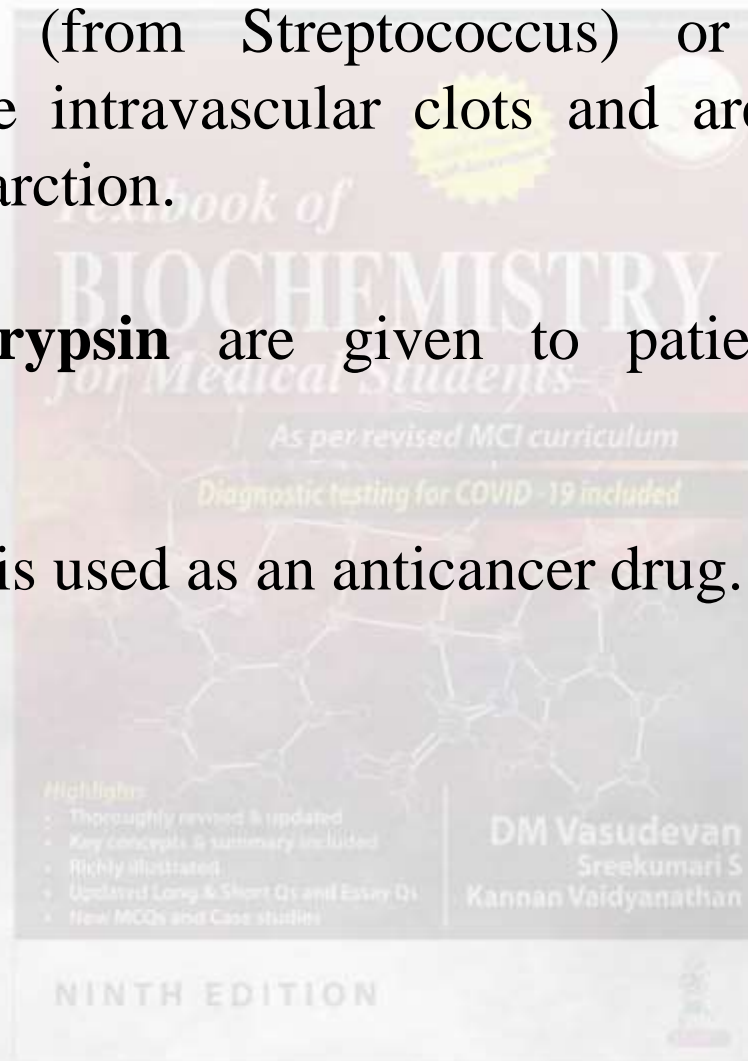 (from Streptococcus) or
e intravascular clots and are
arction.
Textbook of
BIOCHEMISTRY
rypsin are given to patie
for Medical Students
As per revised MCI curriculum
Diagnostic testing for COVID-19 included
is used as an anticancer drug.
Highlights
• Thoroughly revised & updated
• Key concepts & summary included
• Richly illustrated
• Updated Long & Short Qs and Essay Qs
• New MCQs and Case studies
DM Vasudevan
Sreekumari S
Kannan Vaidyanathan
NINTH EDITION